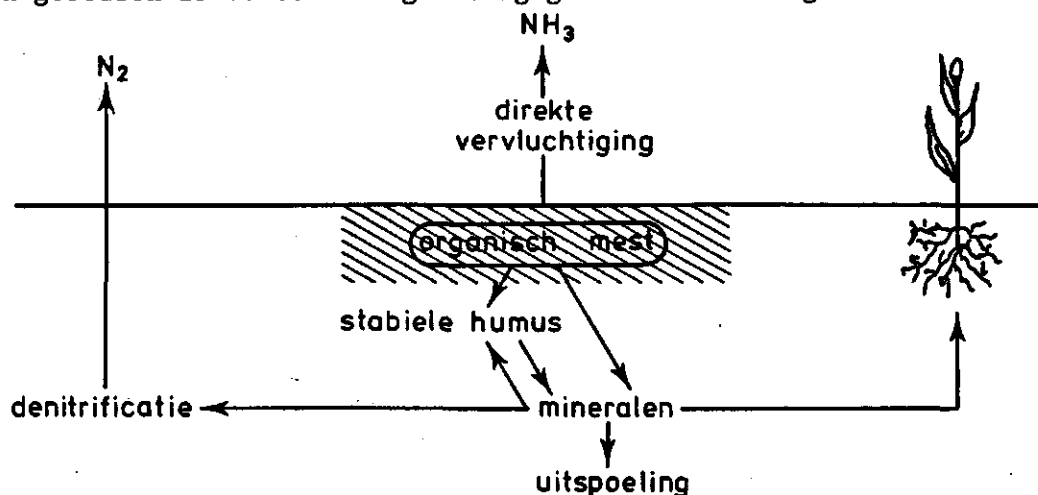 NH3
N2
direkte
vervluchtiging
organisch mest
stabiele humus
denitrificatie
mineralen
uitspoeling